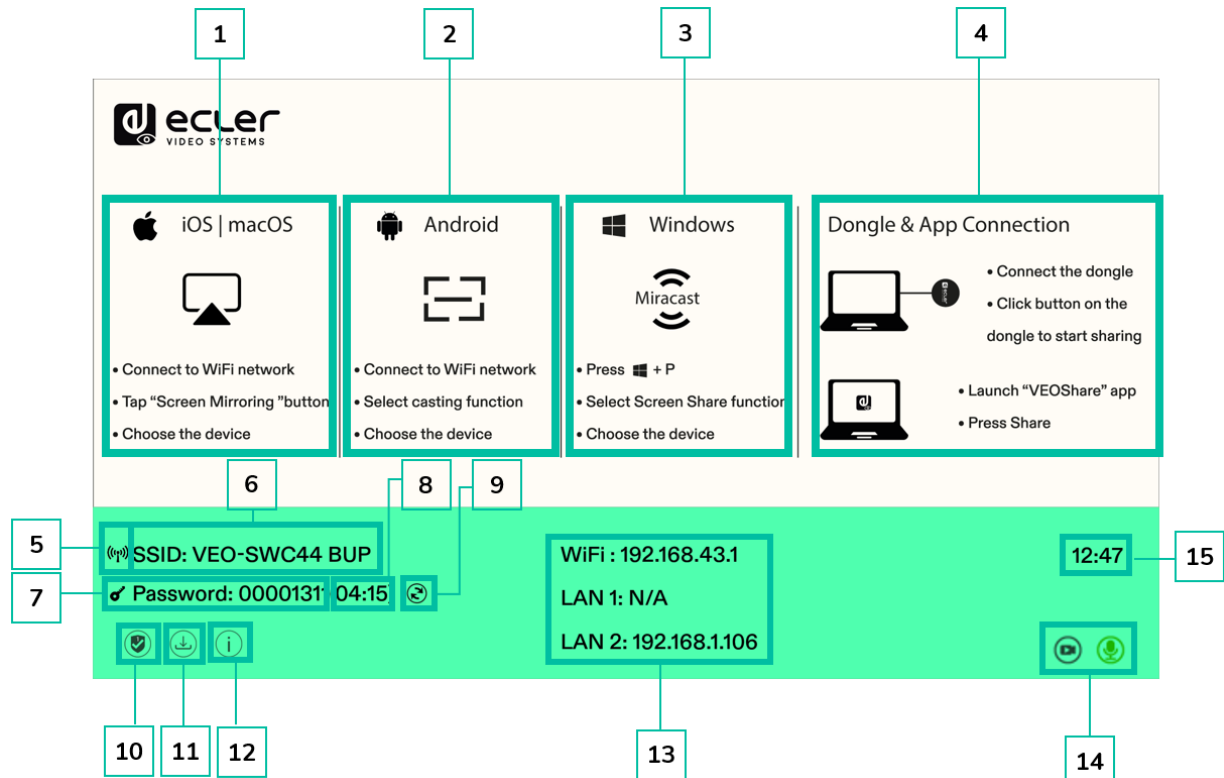 1
2
3
4
ecler
VIDEO SYSTEMS
iOS | macOS
• Connect to WiFi network
• Tap “Screen Mirroring ”button
• Choose the device
Android
• Connect to WiFi network
• Select casting function
• Choose the device
Windows
Miracast
• Press + P
• Select Screen Share function
• Choose the device
Dongle & App Connection
ecler
• Connect the dongle
• Click button on the
dongle to start sharing
• Launch “VEOShare” app
• Press Share
6
8
9
5
SSID: VEO-SWC44 BUP
7
Password: 00001311 04:15
WiFi : 192.168.43.1
LAN 1: N/A
LAN 2: 192.168.1.106
12:47
15
10
11
12
13
14